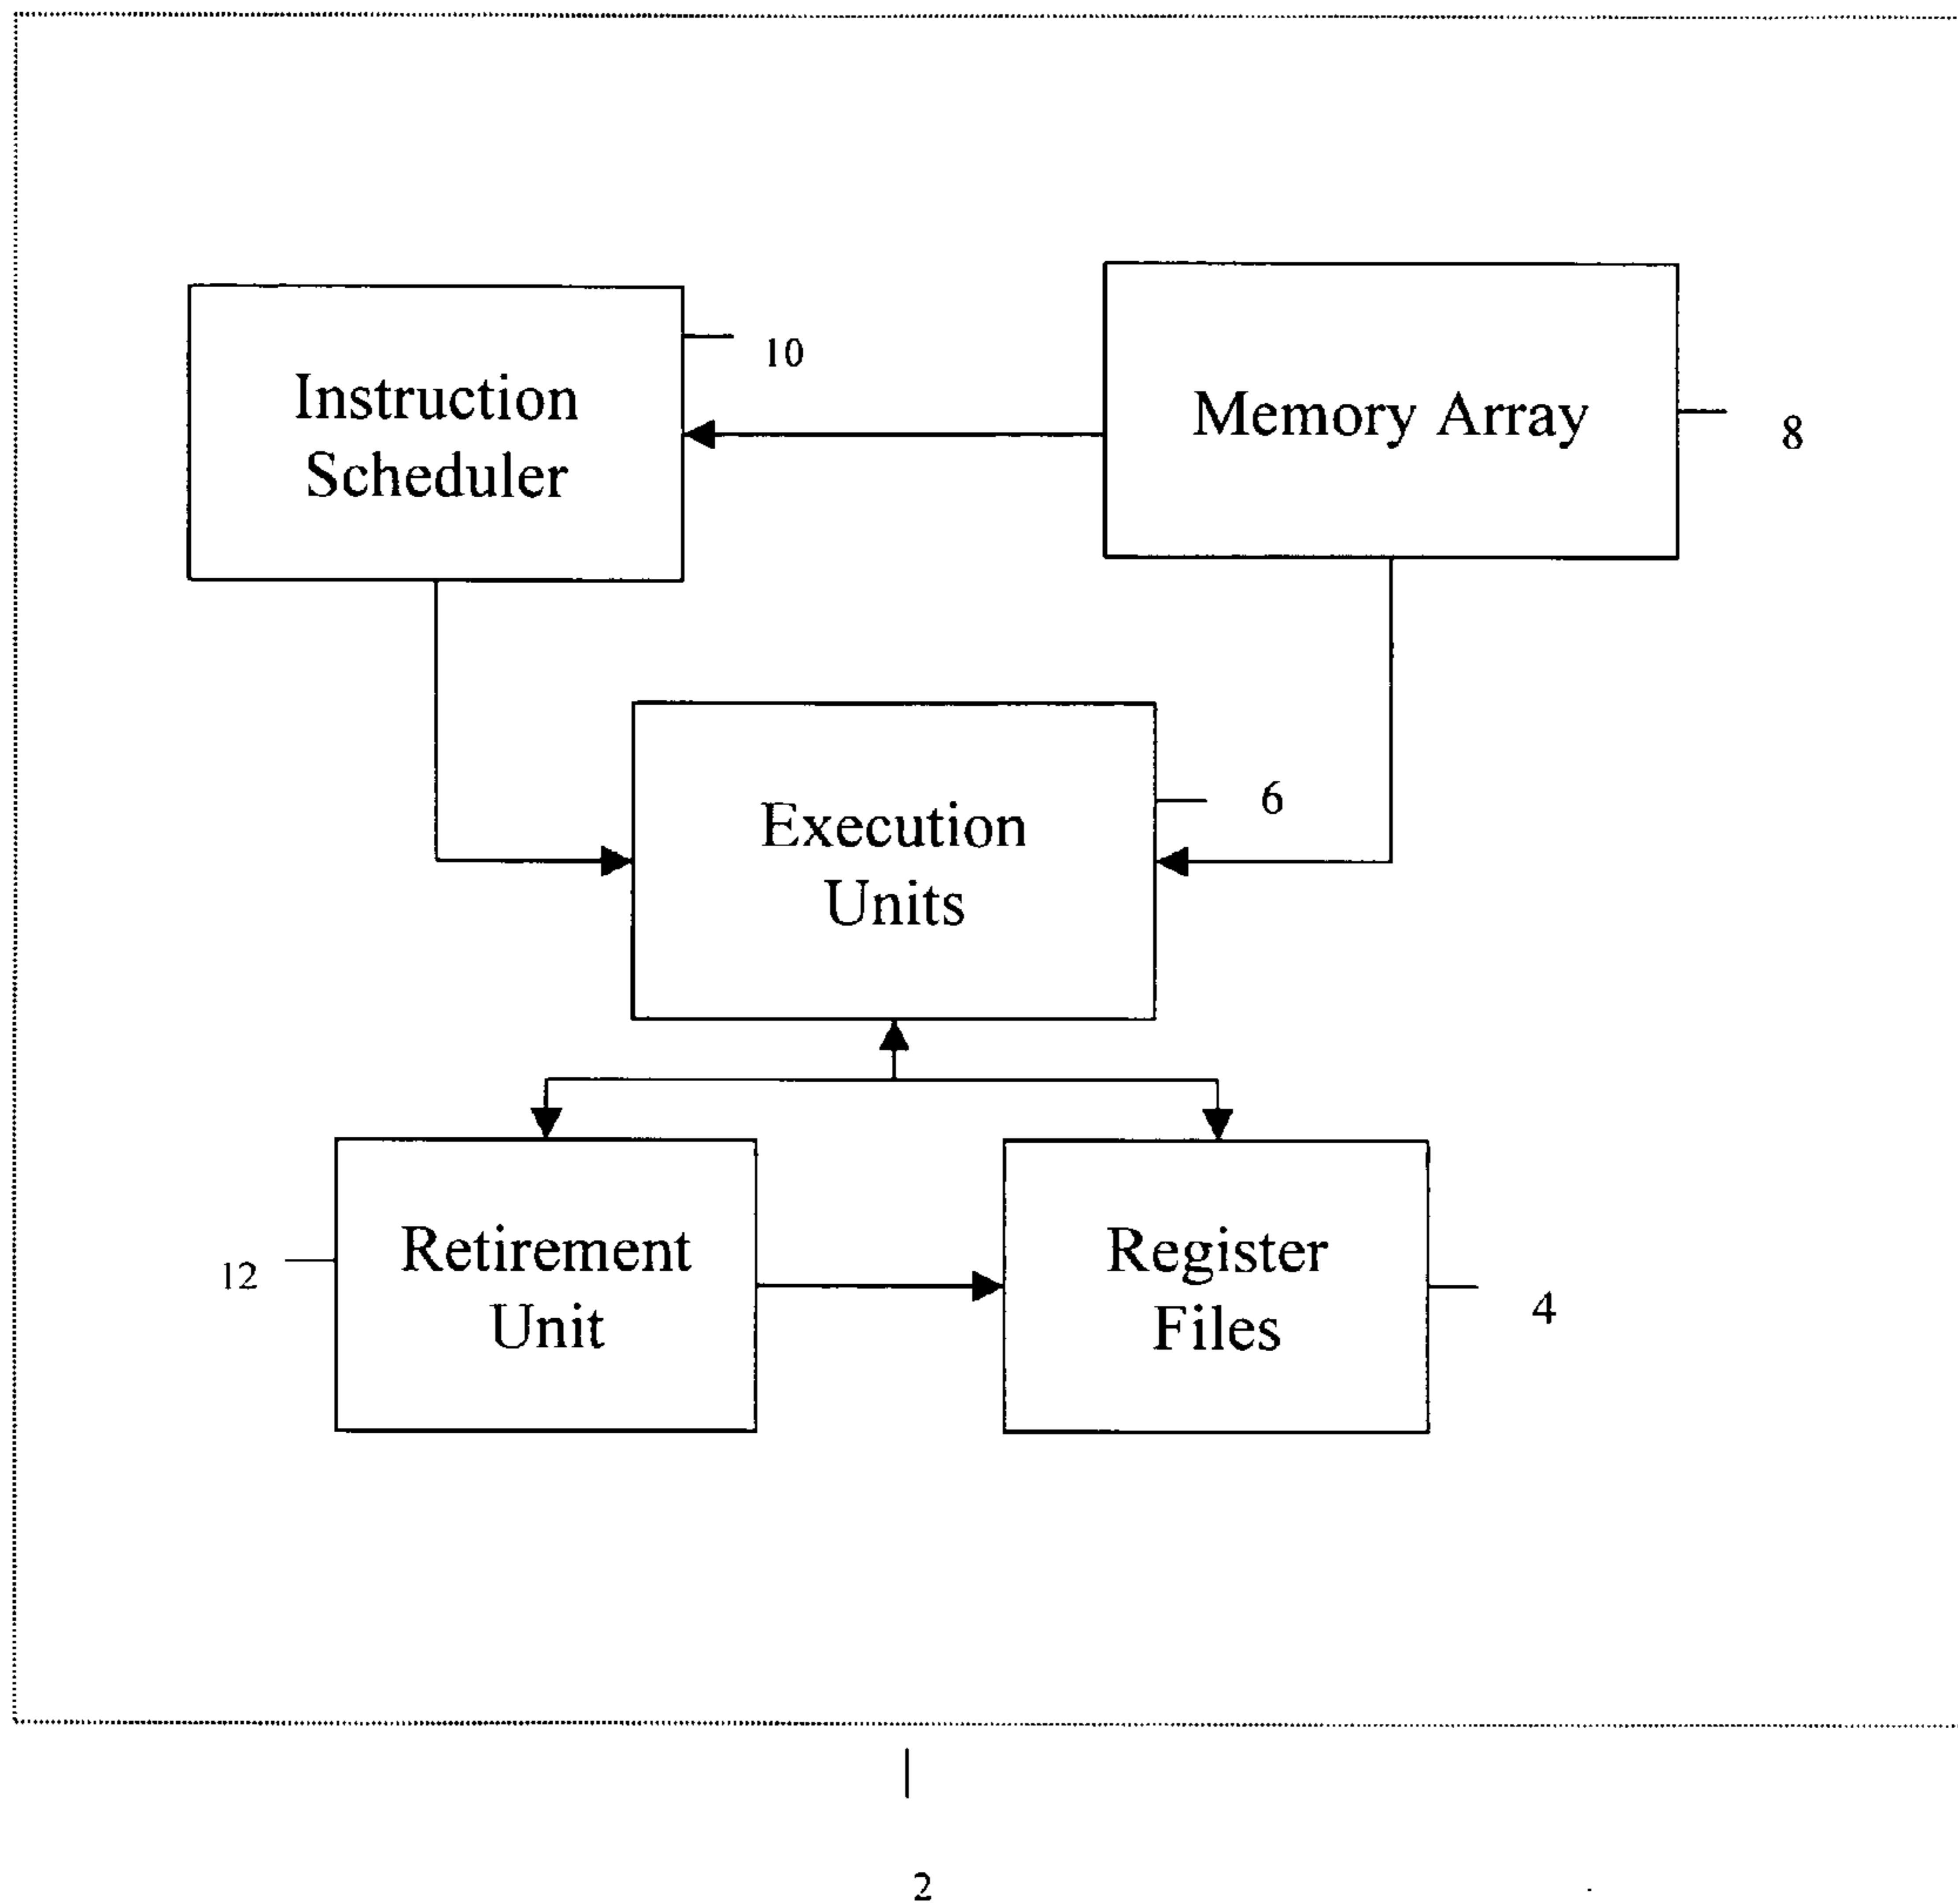 Instruction
Scheduler
10
Memory Array
8
Execution
Units
6
Retirement
Unit
12
Register
Files
4
2